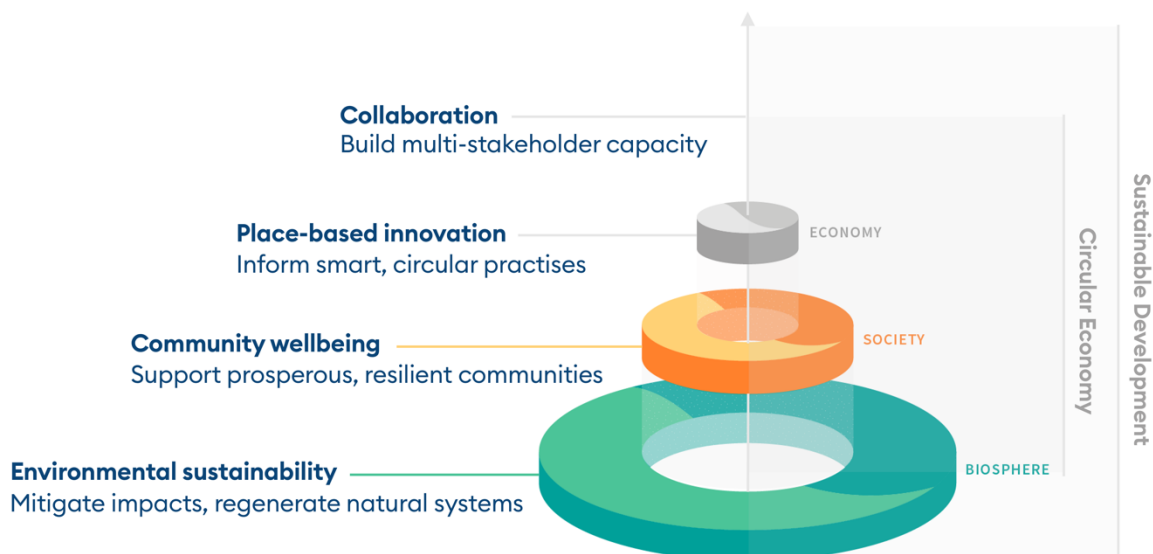 Collaboration
Build multi-stakeholder capacity
Place-based innovation
Inform smart, circular practises
ECONOMY
Community wellbeing
Support prosperous, resilient communities
SOCIETY
Environmental sustainability
Mitigate impacts, regenerate natural systems
BIOSPHERE
Circular Economy
Sustainable Development